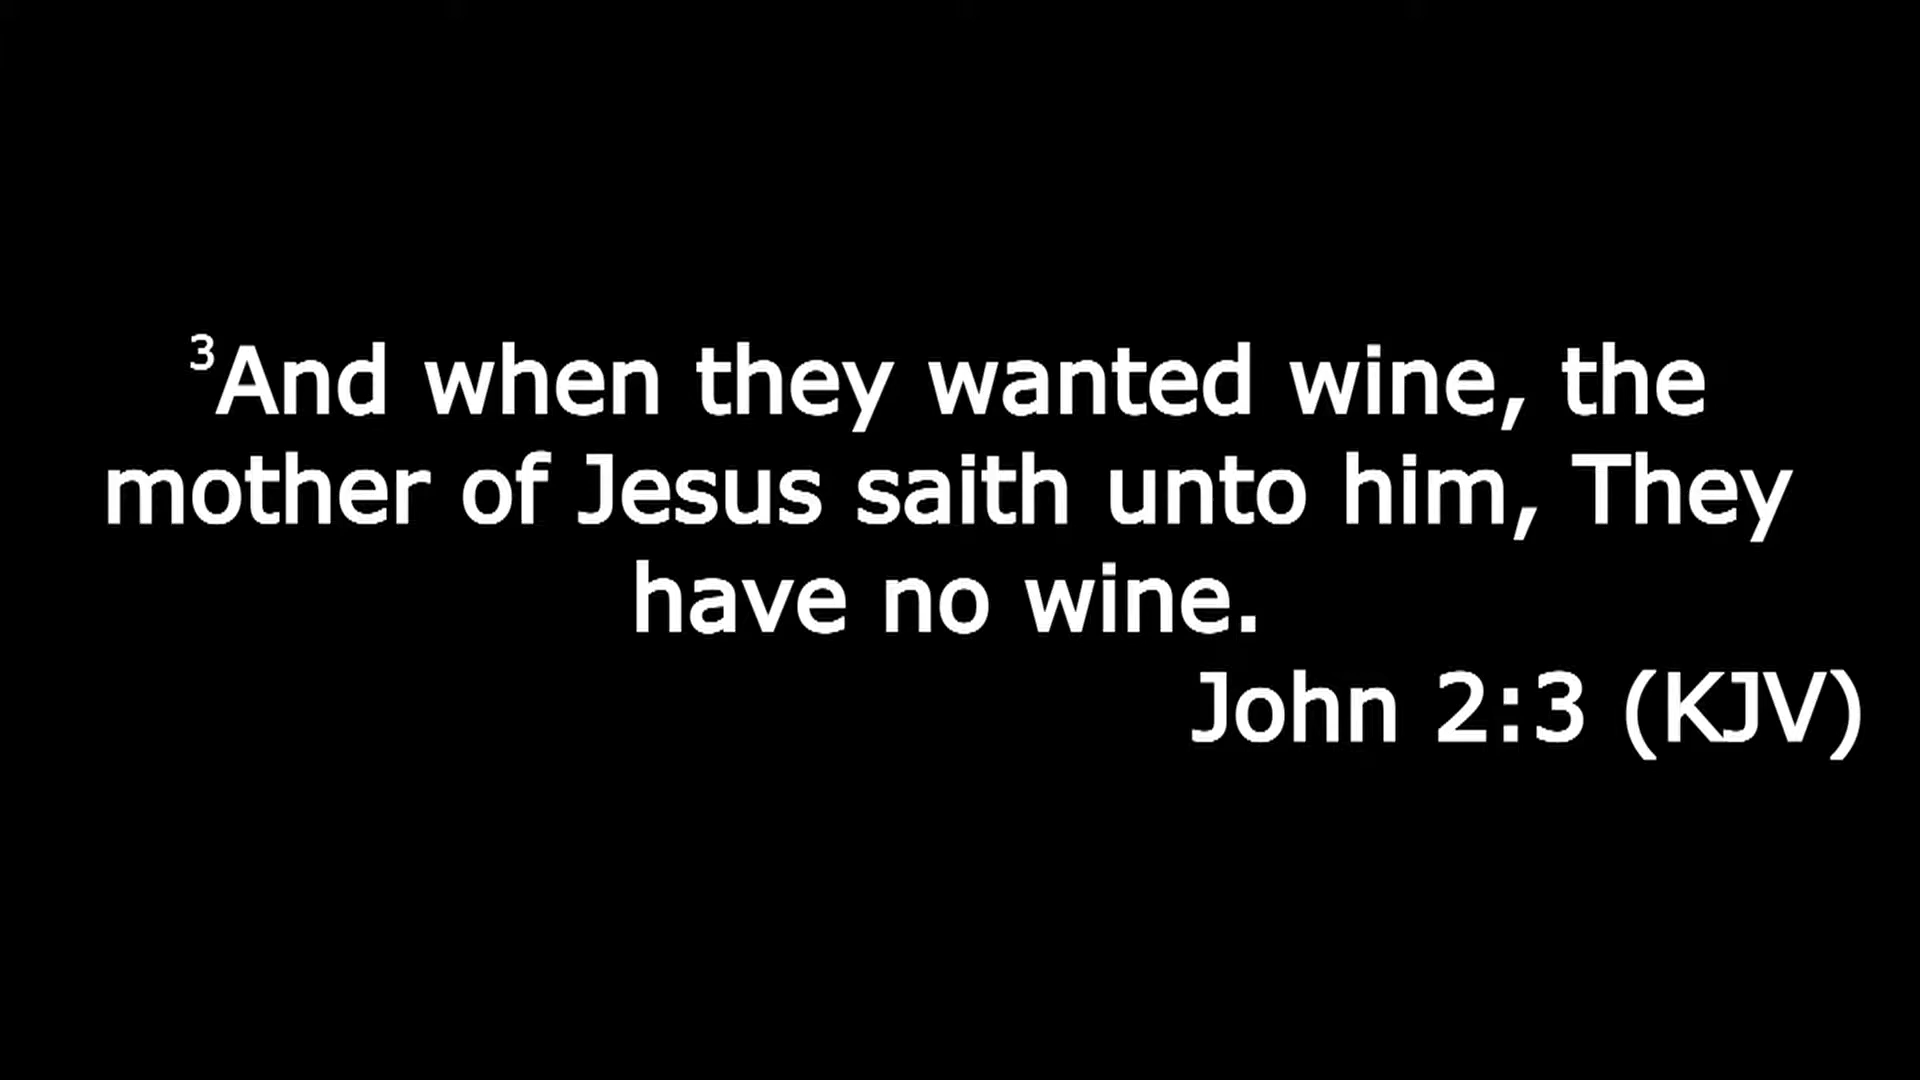 ³And when they wanted wine, the
mother of Jesus saith unto him, They
have no wine.
John 2:3 (KJV)